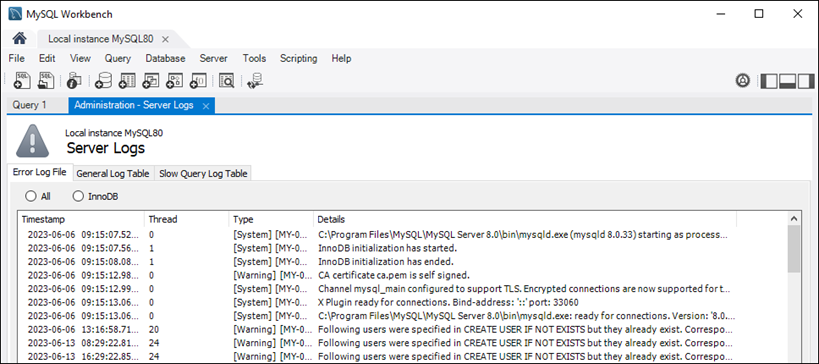 MySQL Workbench
Local instance MySQL80
File Edit View Query Database Server Tools Scripting Help
Query 1 Administration - Server Logs
Local instance MySQL80
Server Logs
Error Log File General Log Table Slow Query Log Table
All InnoDB
Timestamp Thread Type Details
2023-06-06 09:15:07.52... 0 [System] [MY-0... C:\Program Files\MySQL\MySQL Server 8.0\bin\mysqld.exe (mysqld 8.0.33) starting as process...
2023-06-06 09:15:07.56... 1 [System] [MY-0... InnoDB initialization has started.
2023-06-06 09:15:08.08... 1 [System] [MY-0... InnoDB initialization has ended.
2023-06-06 09:15:12.98... 0 [Warning] [MY-0... CA certificate ca.pem is self signed.
2023-06-06 09:15:12.99... 0 [System] [MY-0... Channel mysql_main configured to support TLS. Encrypted connections are now supported for t...
2023-06-06 09:15:13.06... 0 [System] [MY-0... X Plugin ready for connections. Bind-address: '::' port: 33060
2023-06-06 09:15:13.06... 0 [System] [MY-0... C:\Program Files\MySQL\MySQL Server 8.0\bin\mysqld.exe: ready for connections. Version: '8.0...
2023-06-06 13:16:58.71... 20 [Warning] [MY-0... Following users were specified in CREATE USER IF NOT EXISTS but they already exist. Correspo...
2023-06-13 08:29:22.81... 24 [Warning] [MY-0... Following users were specified in CREATE USER IF NOT EXISTS but they already exist. Correspo...
2023-06-13 16:29:22.85... 24 [Warning] [MY-0... Following users were specified in CREATE USER IF NOT EXISTS but they already exist. Correspo...